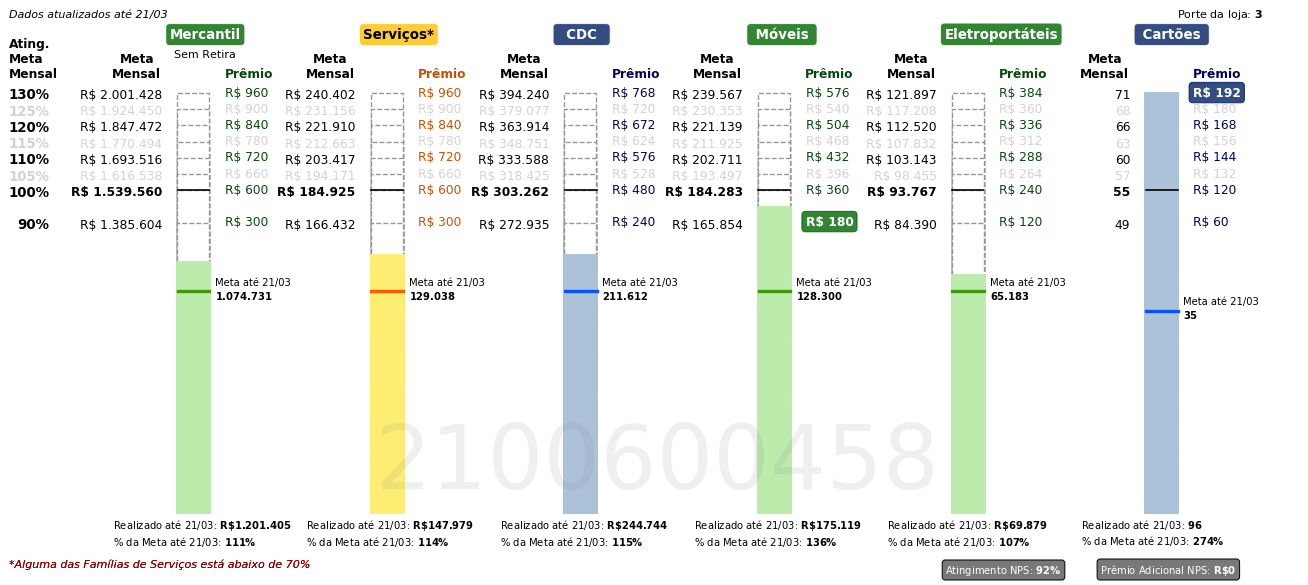 Dados atualizados até 21/03 Porte da loja: 3
Mercantil Serviços* CDC Móveis Eletroportáteis Cartões
Sem Retira
Ating. Meta Mensal Meta Mensal Prêmio Meta Mensal Prêmio Meta Mensal Prêmio Meta Mensal Prêmio Meta Mensal Prêmio Meta Mensal Prêmio
130% R$ 2.001.428 R$ 960 R$ 240.402 R$ 960 R$ 394.240 R$ 768 R$ 239.567 R$ 576 R$ 121.897 R$ 384 71 R$ 192
125% R$ 1.924.450 R$ 900 R$ 231.156 R$ 900 R$ 379.077 R$ 720 R$ 230.353 R$ 540 R$ 117.208 R$ 360 68 R$ 180
120% R$ 1.847.472 R$ 840 R$ 221.910 R$ 840 R$ 363.914 R$ 672 R$ 221.139 R$ 504 R$ 112.520 R$ 336 66 R$ 168
115% R$ 1.770.494 R$ 780 R$ 212.663 R$ 780 R$ 348.751 R$ 624 R$ 211.925 R$ 468 R$ 107.832 R$ 312 63 R$ 156
110% R$ 1.693.516 R$ 720 R$ 203.417 R$ 720 R$ 333.588 R$ 576 R$ 202.711 R$ 432 R$ 103.143 R$ 288 60 R$ 144
105% R$ 1.616.538 R$ 660 R$ 194.171 R$ 660 R$ 318.425 R$ 528 R$ 193.497 R$ 396 R$ 98.455 R$ 264 57 R$ 132
100% R$ 1.539.560 R$ 600 R$ 184.925 R$ 600 R$ 303.262 R$ 480 R$ 184.283 R$ 360 R$ 93.767 R$ 240 55 R$ 120
90% R$ 1.385.604 R$ 300 R$ 166.432 R$ 300 R$ 272.935 R$ 240 R$ 165.854 R$ 180 R$ 84.390 R$ 120 49 R$ 60
Meta até 21/03 Meta até 21/03 Meta até 21/03 Meta até 21/03 Meta até 21/03 Meta até 21/03
1.074.731 129.038 211.612 128.300 65.183 35
2100600458
Realizado até 21/03: R$1.201.405 Realizado até 21/03: R$147.979 Realizado até 21/03: R$244.744 Realizado até 21/03: R$175.119 Realizado até 21/03: R$69.879 Realizado até 21/03: 96
% da Meta até 21/03: 111% % da Meta até 21/03: 114% % da Meta até 21/03: 115% % da Meta até 21/03: 136% % da Meta até 21/03: 107% % da Meta até 21/03: 274%
*Alguma das Famílias de Serviços está abaixo de 70% Atingimento NPS: 92% Prêmio Adicional NPS: R$0